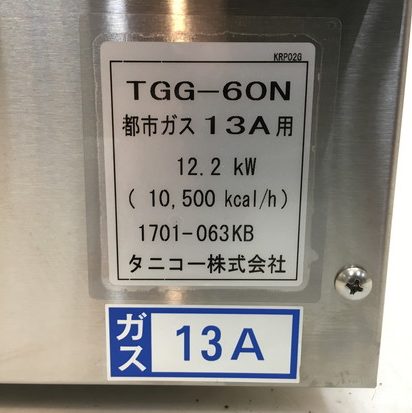 KRP02G
TGG-60N
都市ガス 13A用
12.2 kW
( 10,500 kcal/h)
1701-063KB
タニコー株式会社
ガス 13A